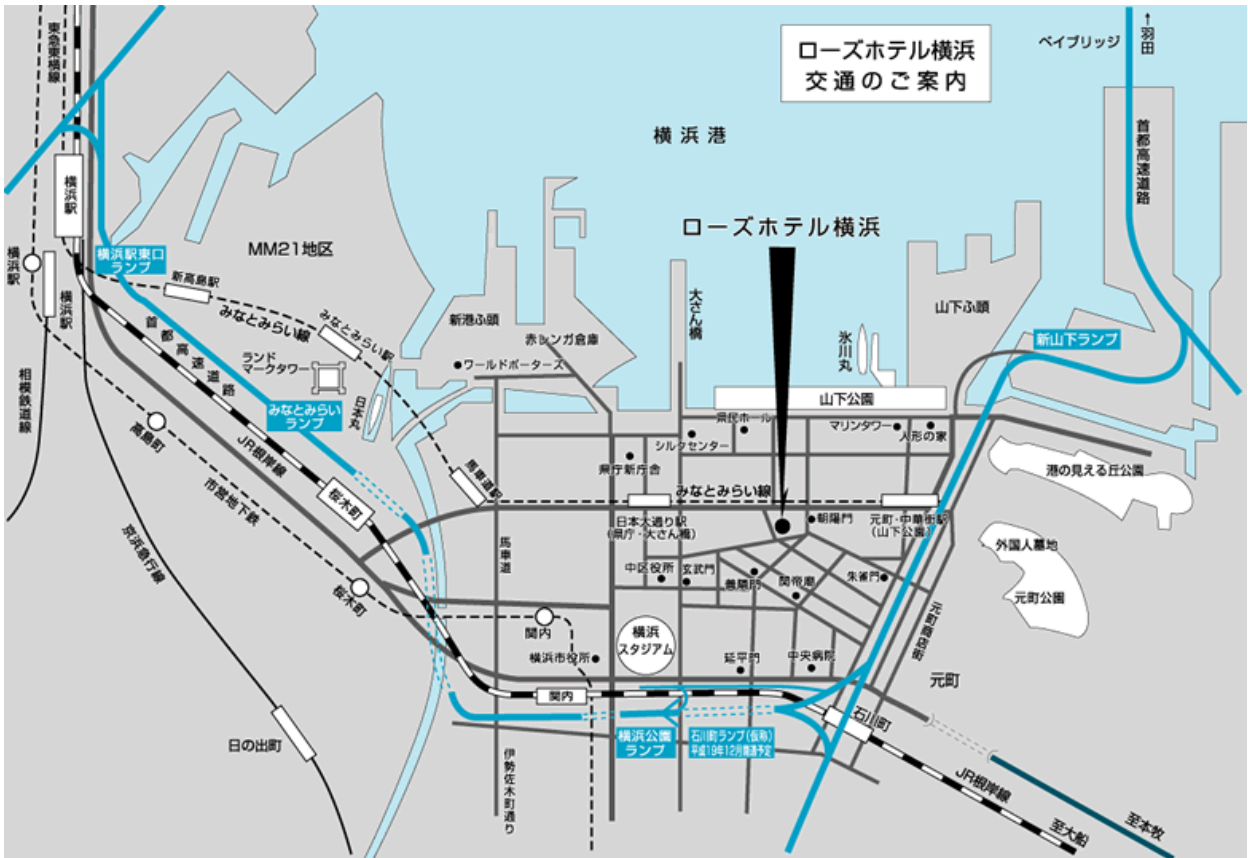 ローズホテル横浜
交通のご案内
ベイブリッジ
↑羽田
首都高速道路
東急東横線
横浜港
横浜駅
ローズホテル横浜
MM21地区
横浜駅東口
ランプ
横浜駅
横浜駅
新高島駅
みなとみらい線
みなとみらい駅
首都高速道路
ランド
マークタワー
日本丸
みなとみらい
ランプ
新港ふ頭
赤レンガ倉庫
ワールドポーターズ
大さん橋
氷川丸
山下ふ頭
新山下ランプ
山下公園
相模鉄道線
高島町
JR根岸線
市営地下鉄
京浜急行線
桜木町
桜木町
馬車道駅
県民ホール
シルクセンター
マリンタワー
人形の家
県庁新庁舎
港の見える丘公園
みなとみらい線
日本大通り駅
(県庁・大さん橋)
朝陽門
元町・中華街駅
(山下公園)
馬車道
中区役所
玄武門
善隣門
関帝廟
朱雀門
外国人墓地
元町公園
元町商店街
関内
横浜
スタジアム
横浜市役所
延平門
中央病院
元町
関内
石川町
横浜公園
ランプ
石川町ランプ(仮称)
平成19年12月開通予定
日の出町
伊勢佐木町通り
JR根岸線
至大船
至本牧